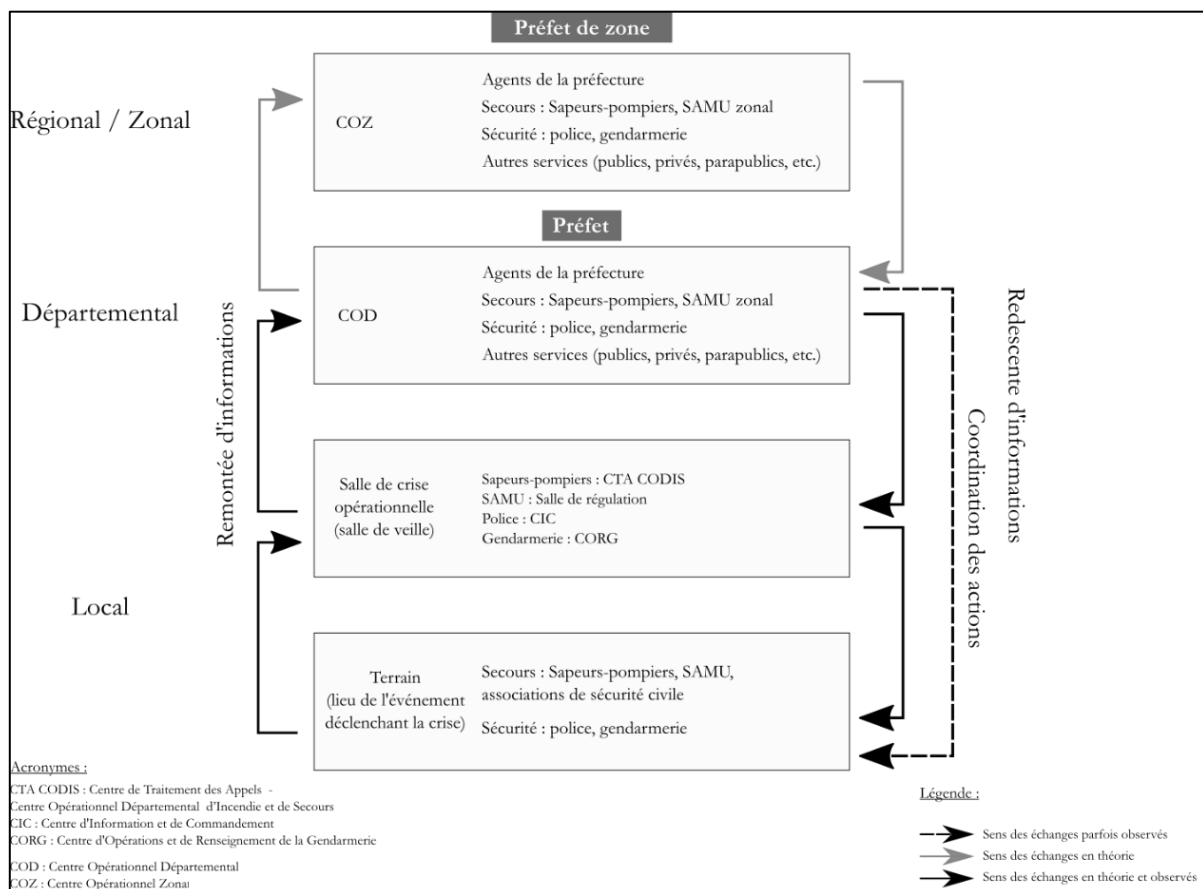 Préfet de zone
Régional / Zonal
COZ
Agents de la préfecture
Secours : Sapeurs-pompiers, SAMU zonal
Sécurité : police, gendarmerie
Autres services (publics, privés, parapublics, etc.)
Préfet
Départemental
COD
Agents de la préfecture
Secours : Sapeurs-pompiers, SAMU zonal
Sécurité : police, gendarmerie
Autres services (publics, privés, parapublics, etc.)
Remontée d'informations
Redescente d'informations
Coordination des actions
Salle de crise
opérationnelle
(salle de veille)
Sapeurs-pompiers : CTA CODIS
SAMU : Salle de régulation
Police : CIC
Gendarmerie : CORG
Local
Terrain
(lieu de l'événement
déclenchant la crise)
Secours : Sapeurs-pompiers, SAMU,
associations de sécurité civile
Sécurité : police, gendarmerie
Acronymes :
CTA CODIS : Centre de Traitement des Appels -
Centre Opérationnel Départemental d'Incendie et de Secours
CIC : Centre d'Information et de Commandement
CORG : Centre d'Opérations et de Renseignement de la Gendarmerie
COD : Centre Opérationnel Départemental
COZ : Centre Opérationnel Zonal
Légende :
Sens des échanges parfois observés
Sens des échanges en théorie
Sens des échanges en théorie et observés